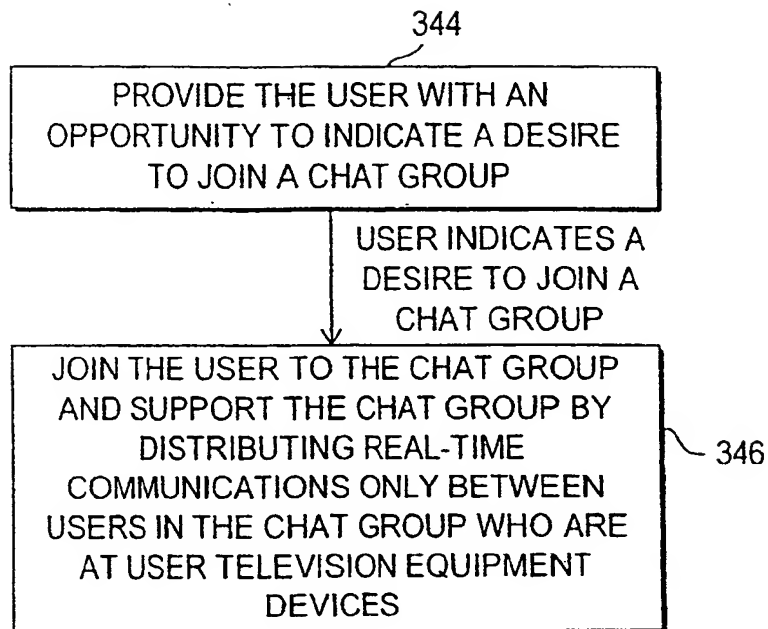 344
PROVIDE THE USER WITH AN
OPPORTUNITY TO INDICATE A DESIRE
TO JOIN A CHAT GROUP
USER INDICATES A
DESIRE TO JOIN A
CHAT GROUP
JOIN THE USER TO THE CHAT GROUP
AND SUPPORT THE CHAT GROUP BY
DISTRIBUTING REAL-TIME
COMMUNICATIONS ONLY BETWEEN
USERS IN THE CHAT GROUP WHO ARE
AT USER TELEVISION EQUIPMENT
DEVICES
346